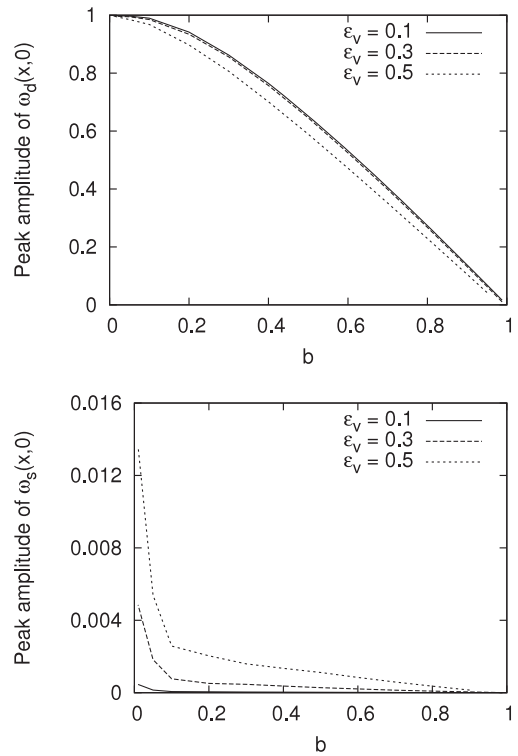 1
0.8
0.6
0.4
0.2
0
Peak amplitude of ω_d(x,0)
ε_v = 0.1
ε_v = 0.3
ε_v = 0.5
0 0.2 0.4 0.6 0.8 1
b
0.016
0.012
0.008
0.004
0
Peak amplitude of ω_s(x,0)
ε_v = 0.1
ε_v = 0.3
ε_v = 0.5
0 0.2 0.4 0.6 0.8 1
b